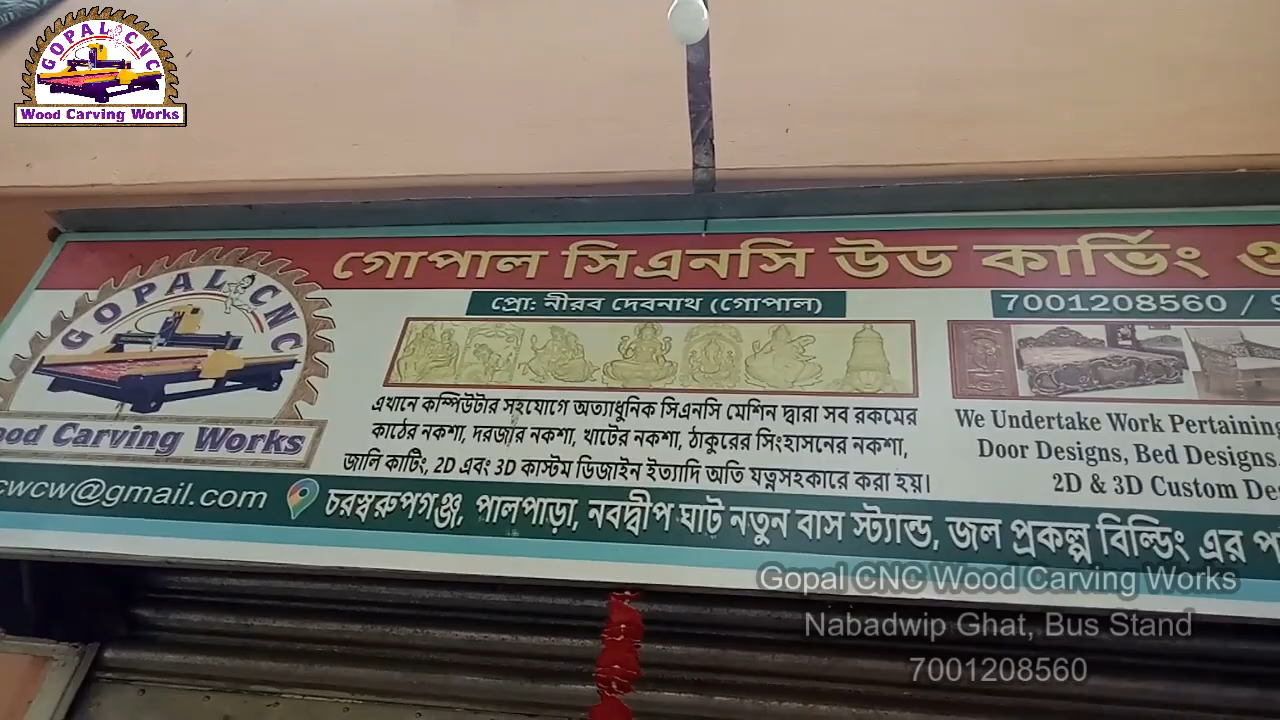 GOPAL CNC
Wood Carving Works
গোপাল সিএনসি উড কার্ভিং
প্রো: নীরব দেবনাথ (গোপাল)
7001208560 /
GOPAL CNC
Carving Works
এখানে কম্পিউটার সহযোগে অত্যাধুনিক সিএনসি মেশিন দ্বারা সব রকমের
কাঠের নকশা, দরজার নকশা, খাটের নকশা, ঠাকুরের সিংহাসনের নকশা,
জালি কাটিং, 2D এবং 3D কাস্টম ডিজাইন ইত্যাদি অতি যত্নসহকারে করা হয়।
We Undertake Work Pertaining
Door Designs, Bed Designs,
2D & 3D Custom
cwcw@gmail.com
চরস্বরুপগঞ্জ, পালপাড়া, নবদ্বীপ ঘাট নতুন বাস স্ট্যান্ড, জল প্রকল্প বিল্ডিং এর
Gopal CNC Wood Carving Works
Nabadwip Ghat, Bus Stand
7001208560